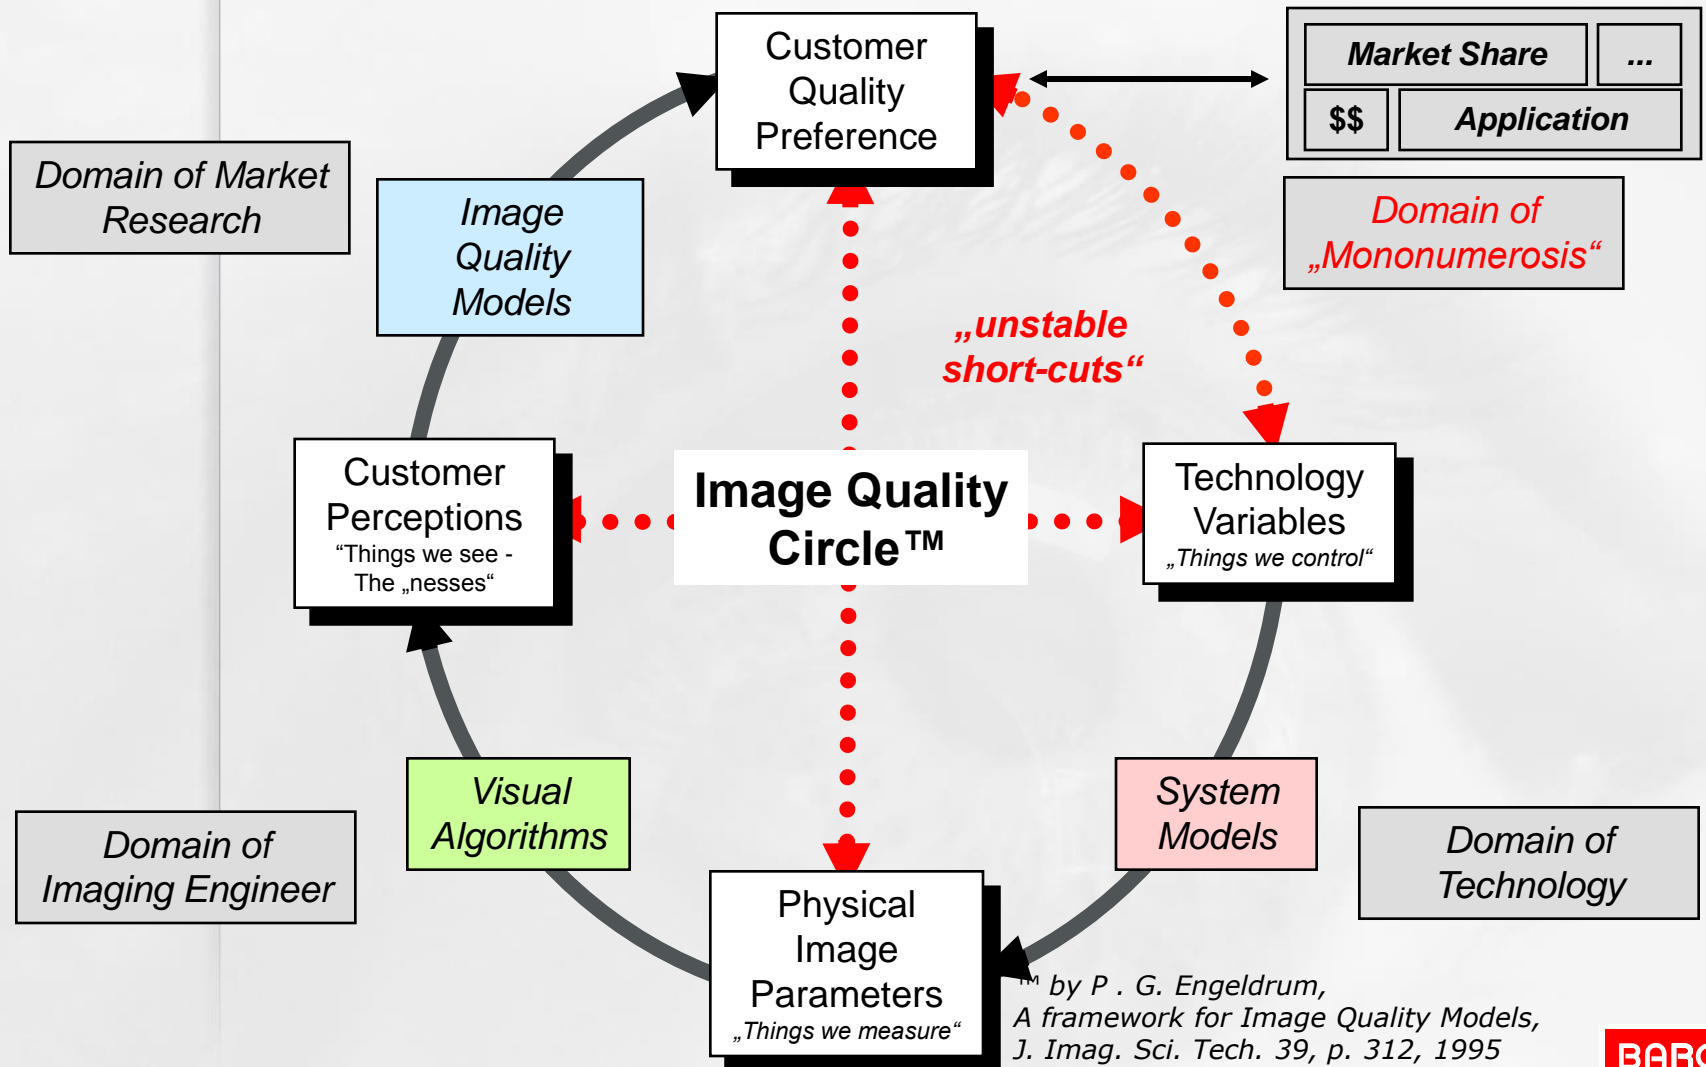 Customer
Quality
Preference
Market Share
...
$$
Application
Domain of Market
Research
Image
Quality
Models
Domain of
„Mononumerosis“
„unstable
short-cuts“
Customer
Perceptions
“Things we see -
The „nesses“
Image Quality
Circle™
Technology
Variables
„Things we control“
Visual
Algorithms
System
Models
Domain of
Imaging Engineer
Domain of
Technology
Physical
Image
Parameters
„Things we measure“
™ by P . G. Engeldrum,
A framework for Image Quality Models,
J. Imag. Sci. Tech. 39, p. 312, 1995